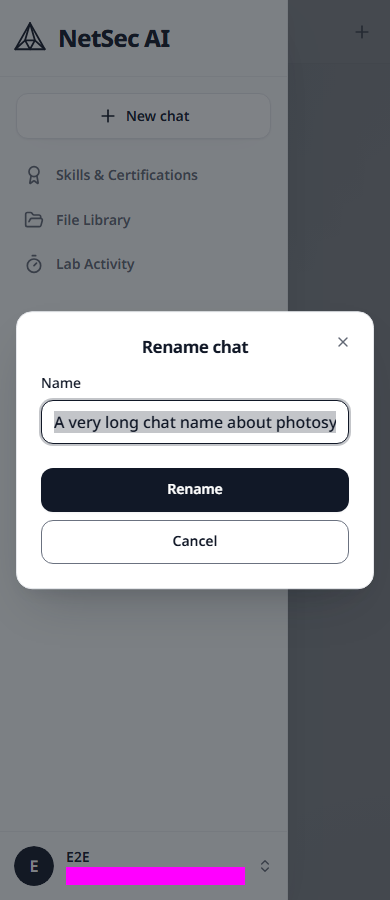 NetSec AI
New chat
Skills & Certifications
File Library
Lab Activity
Rename chat
Name
A very long chat name about photosy
Rename
Cancel
E
E2E